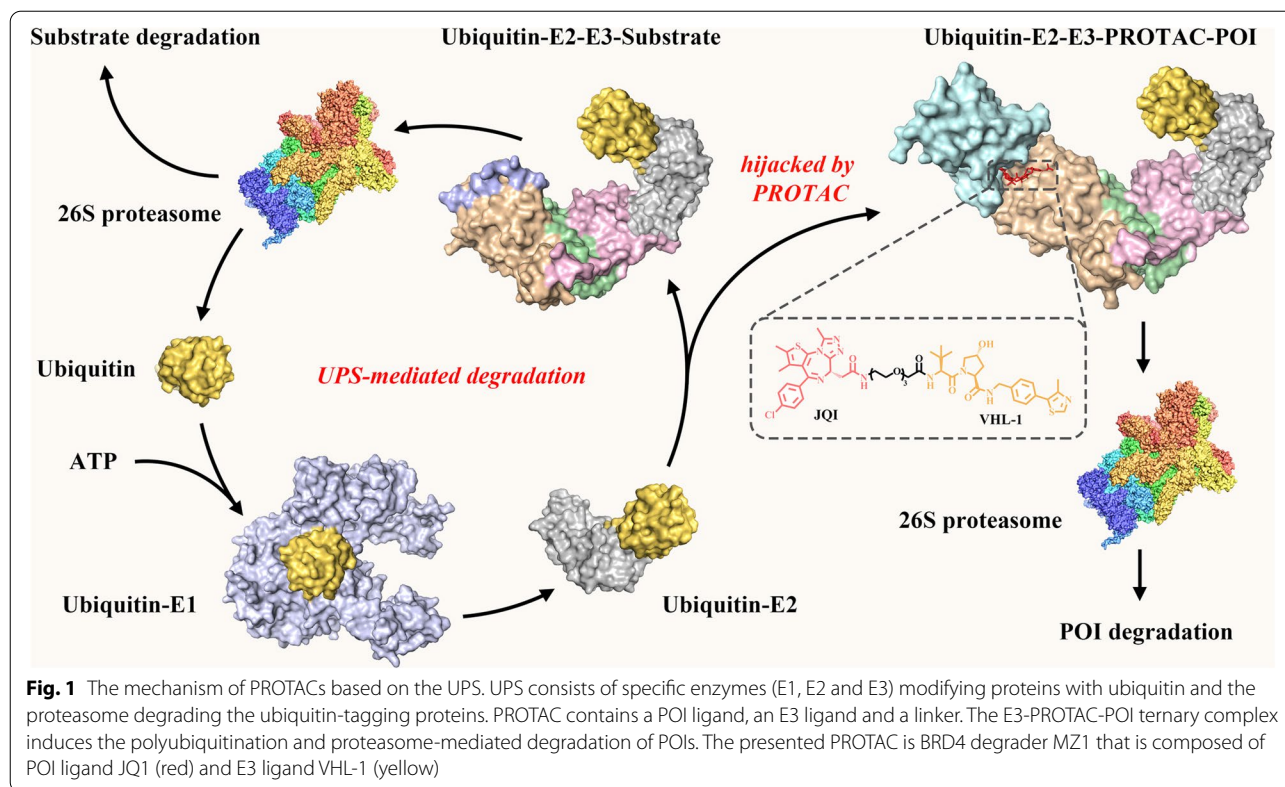 Substrate degradation
Ubiquitin-E2-E3-Substrate
Ubiquitin-E2-E3-PROTAC-POI
hijacked by
PROTAC
26S proteasome
Ubiquitin
UPS-mediated degradation
ATP
Ubiquitin-E1
Ubiquitin-E2
S
N
N
N
N
Cl
O
N
H
O
3
O
N
H
O
N
OH
O
N
H
S
N
JQI
VHL-1
26S proteasome
POI degradation
Fig. 1 The mechanism of PROTACs based on the UPS. UPS consists of specific enzymes (E1, E2 and E3) modifying proteins with ubiquitin and the
proteasome degrading the ubiquitin-tagging proteins. PROTAC contains a POI ligand, an E3 ligand and a linker. The E3-PROTAC-POI ternary complex
induces the polyubiquitination and proteasome-mediated degradation of POIs. The presented PROTAC is BRD4 degrader MZ1 that is composed of
POI ligand JQ1 (red) and E3 ligand VHL-1 (yellow)